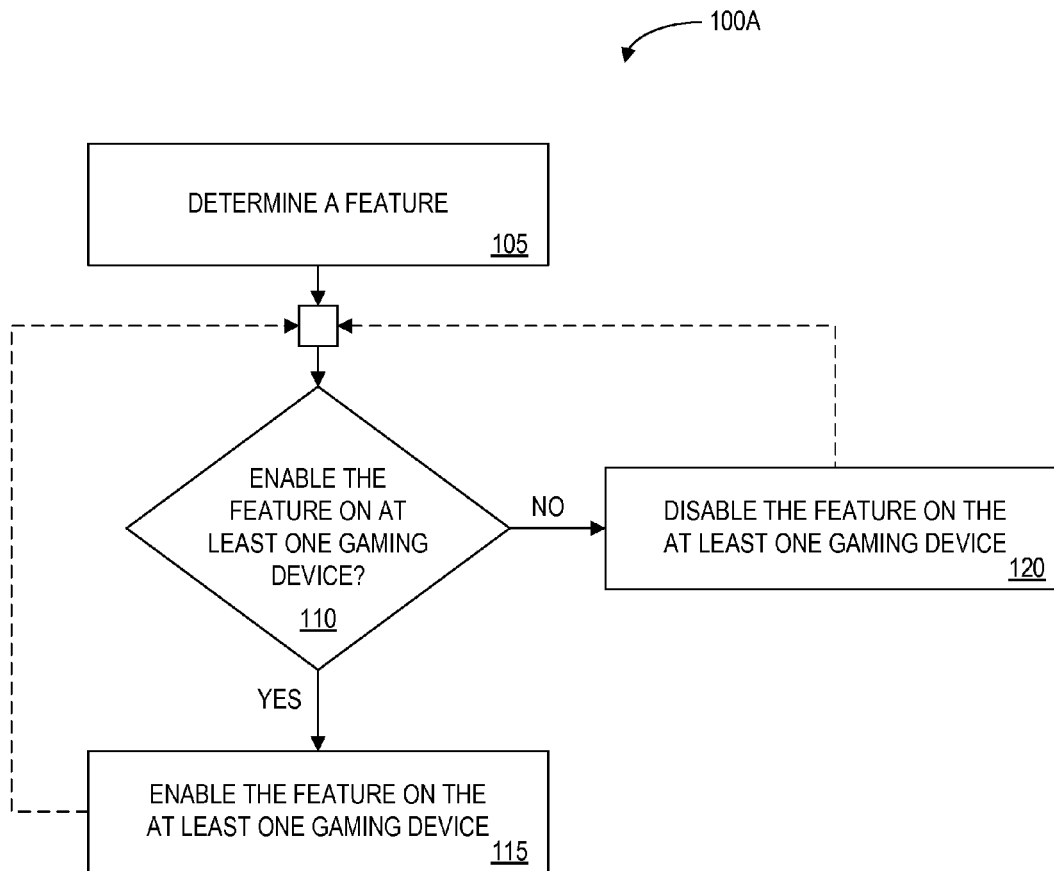 100A
DETERMINE A FEATURE
105
ENABLE THE
FEATURE ON AT
LEAST ONE GAMING
DEVICE?
110
NO
DISABLE THE FEATURE ON THE
AT LEAST ONE GAMING DEVICE
120
YES
ENABLE THE FEATURE ON THE
AT LEAST ONE GAMING DEVICE
115